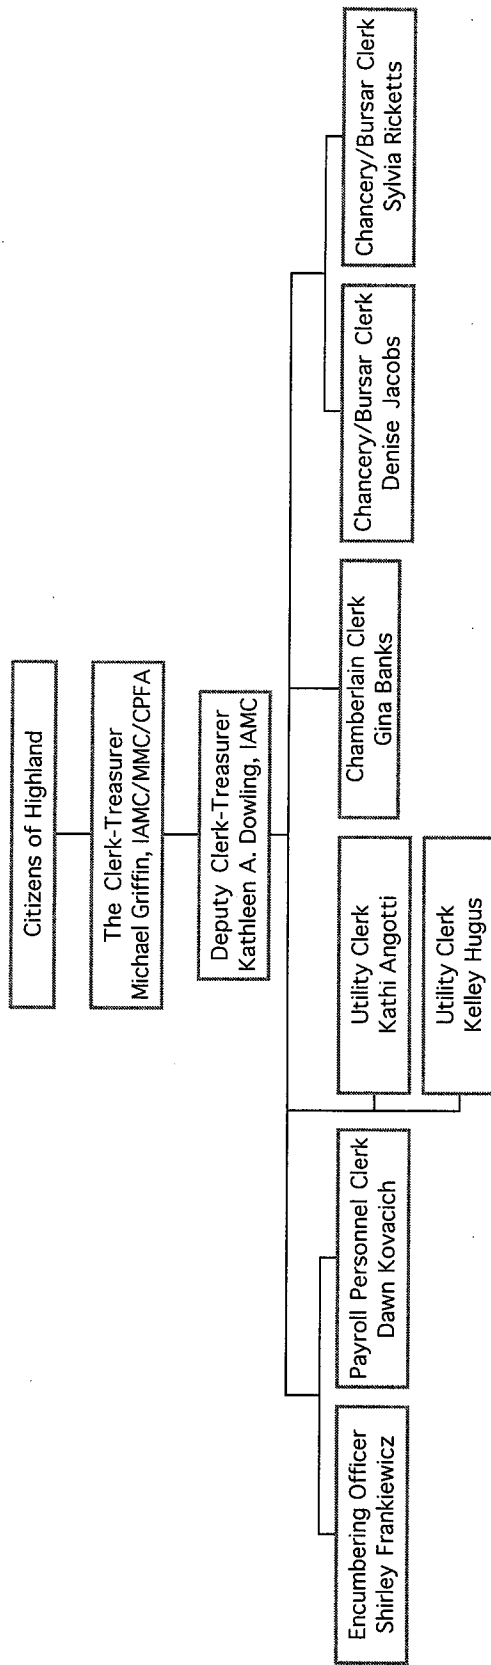 Citizens of Highland
The Clerk-Treasurer
Michael Griffin, IAMC/MMC/CPFA
Deputy Clerk-Treasurer
Kathleen A. Dowling, IAMC
Encumbering Officer
Shirley Frankiewicz
Payroll Personnel Clerk
Dawn Kovacich
Utility Clerk
Kathi Angotti
Utility Clerk
Kelley Hugus
Chamberlain Clerk
Gina Banks
Chancery/Bursar Clerk
Denise Jacobs
Chancery/Bursar Clerk
Sylvia Ricketts